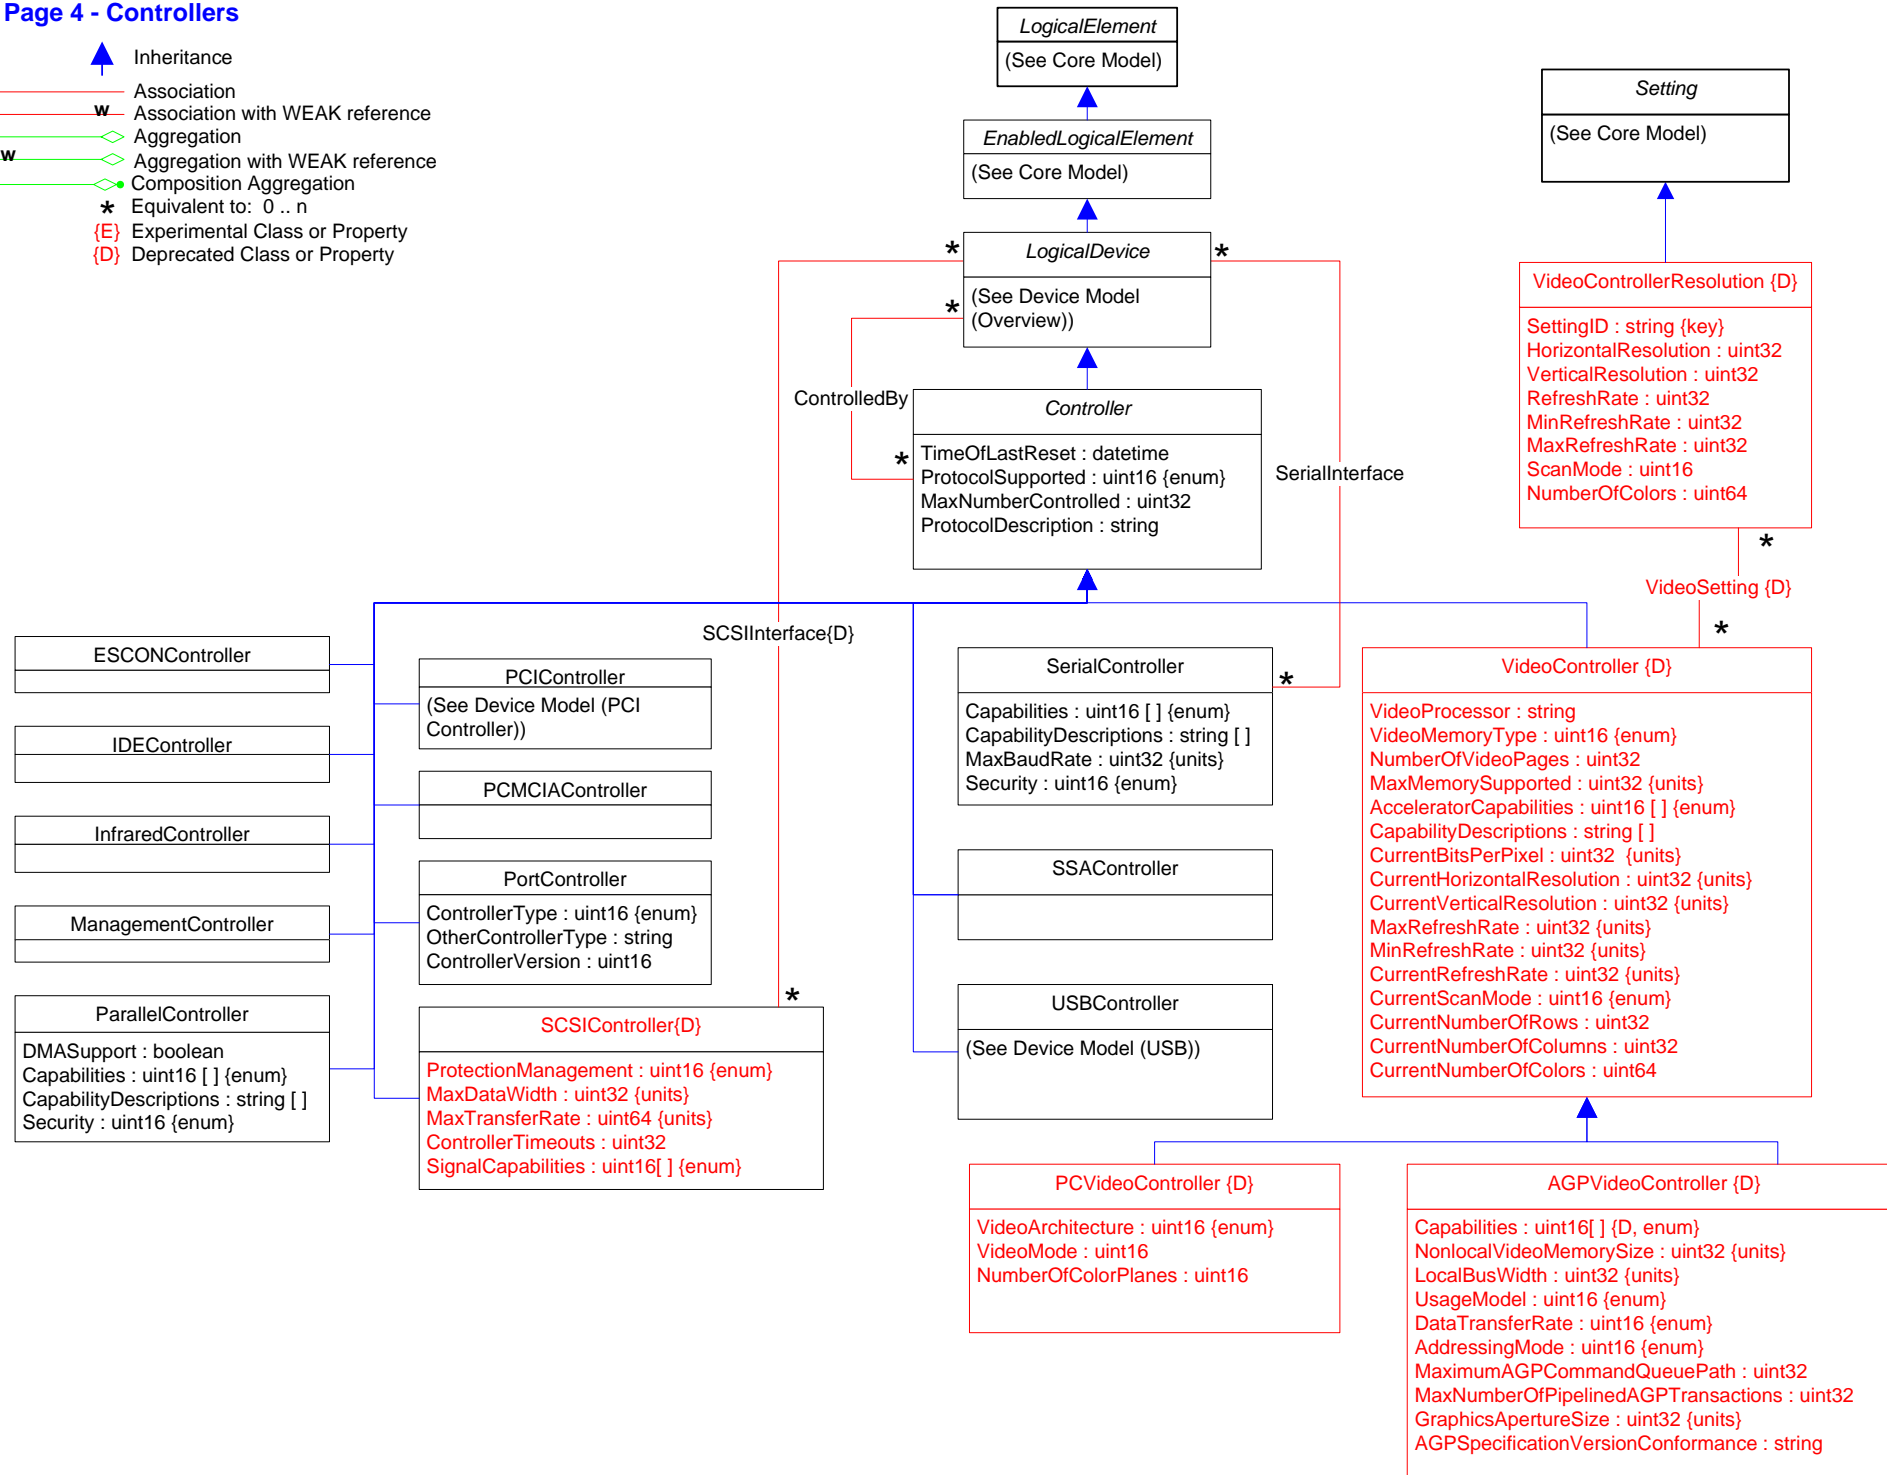 Page 4 - Controllers
Inheritance
Association
w
Association with WEAK reference
Aggregation
w
Aggregation with WEAK reference
Composition Aggregation
* Equivalent to: 0 .. n
{E} Experimental Class or Property
{D} Deprecated Class or Property
LogicalElement
(See Core Model)
EnabledLogicalElement
(See Core Model)
*
*
LogicalDevice
*
(See Device Model
(Overview))
Setting
(See Core Model)
VideoControllerResolution {D}
SettingID : string {key}
HorizontalResolution : uint32
VerticalResolution : uint32
RefreshRate : uint32
MinRefreshRate : uint32
MaxRefreshRate : uint32
ScanMode : uint16
NumberOfColors : uint64
*
VideoSetting {D}
*
ControlledBy
*
Controller
TimeOfLastReset : datetime
ProtocolSupported : uint16 {enum}
MaxNumberControlled : uint32
ProtocolDescription : string
SerialInterface
*
SCSIInterface{D}
*
ESCONController
IDEController
InfraredController
ManagementController
ParallelController
DMASupport : boolean
Capabilities : uint16 [ ] {enum}
CapabilityDescriptions : string [ ]
Security : uint16 {enum}
PCIController
(See Device Model (PCI
Controller))
PCMCIAController
PortController
ControllerType : uint16 {enum}
OtherControllerType : string
ControllerVersion : uint16
SCSIController{D}
ProtectionManagement : uint16 {enum}
MaxDataWidth : uint32 {units}
MaxTransferRate : uint64 {units}
ControllerTimeouts : uint32
SignalCapabilities : uint16[ ] {enum}
SerialController
Capabilities : uint16 [ ] {enum}
CapabilityDescriptions : string [ ]
MaxBaudRate : uint32 {units}
Security : uint16 {enum}
SSAController
USBController
(See Device Model (USB))
VideoController {D}
VideoProcessor : string
VideoMemoryType : uint16 {enum}
NumberOfVideoPages : uint32
MaxMemorySupported : uint32 {units}
AcceleratorCapabilities : uint16 [ ] {enum}
CapabilityDescriptions : string [ ]
CurrentBitsPerPixel : uint32 {units}
CurrentHorizontalResolution : uint32 {units}
CurrentVerticalResolution : uint32 {units}
MaxRefreshRate : uint32 {units}
MinRefreshRate : uint32 {units}
CurrentRefreshRate : uint32 {units}
CurrentScanMode : uint16 {enum}
CurrentNumberOfRows : uint32
CurrentNumberOfColumns : uint32
CurrentNumberOfColors : uint64
PCVideoController {D}
VideoArchitecture : uint16 {enum}
VideoMode : uint16
NumberOfColorPlanes : uint16
AGPVideoController {D}
Capabilities : uint16[ ] {D, enum}
NonlocalVideoMemorySize : uint32 {units}
LocalBusWidth : uint32 {units}
UsageModel : uint16 {enum}
DataTransferRate : uint16 {enum}
AddressingMode : uint16 {enum}
MaximumAGPCommandQueuePath : uint32
MaxNumberOfPipelinedAGPTransactions : uint32
GraphicsApertureSize : uint32 {units}
AGPSpecificationVersionConformance : string